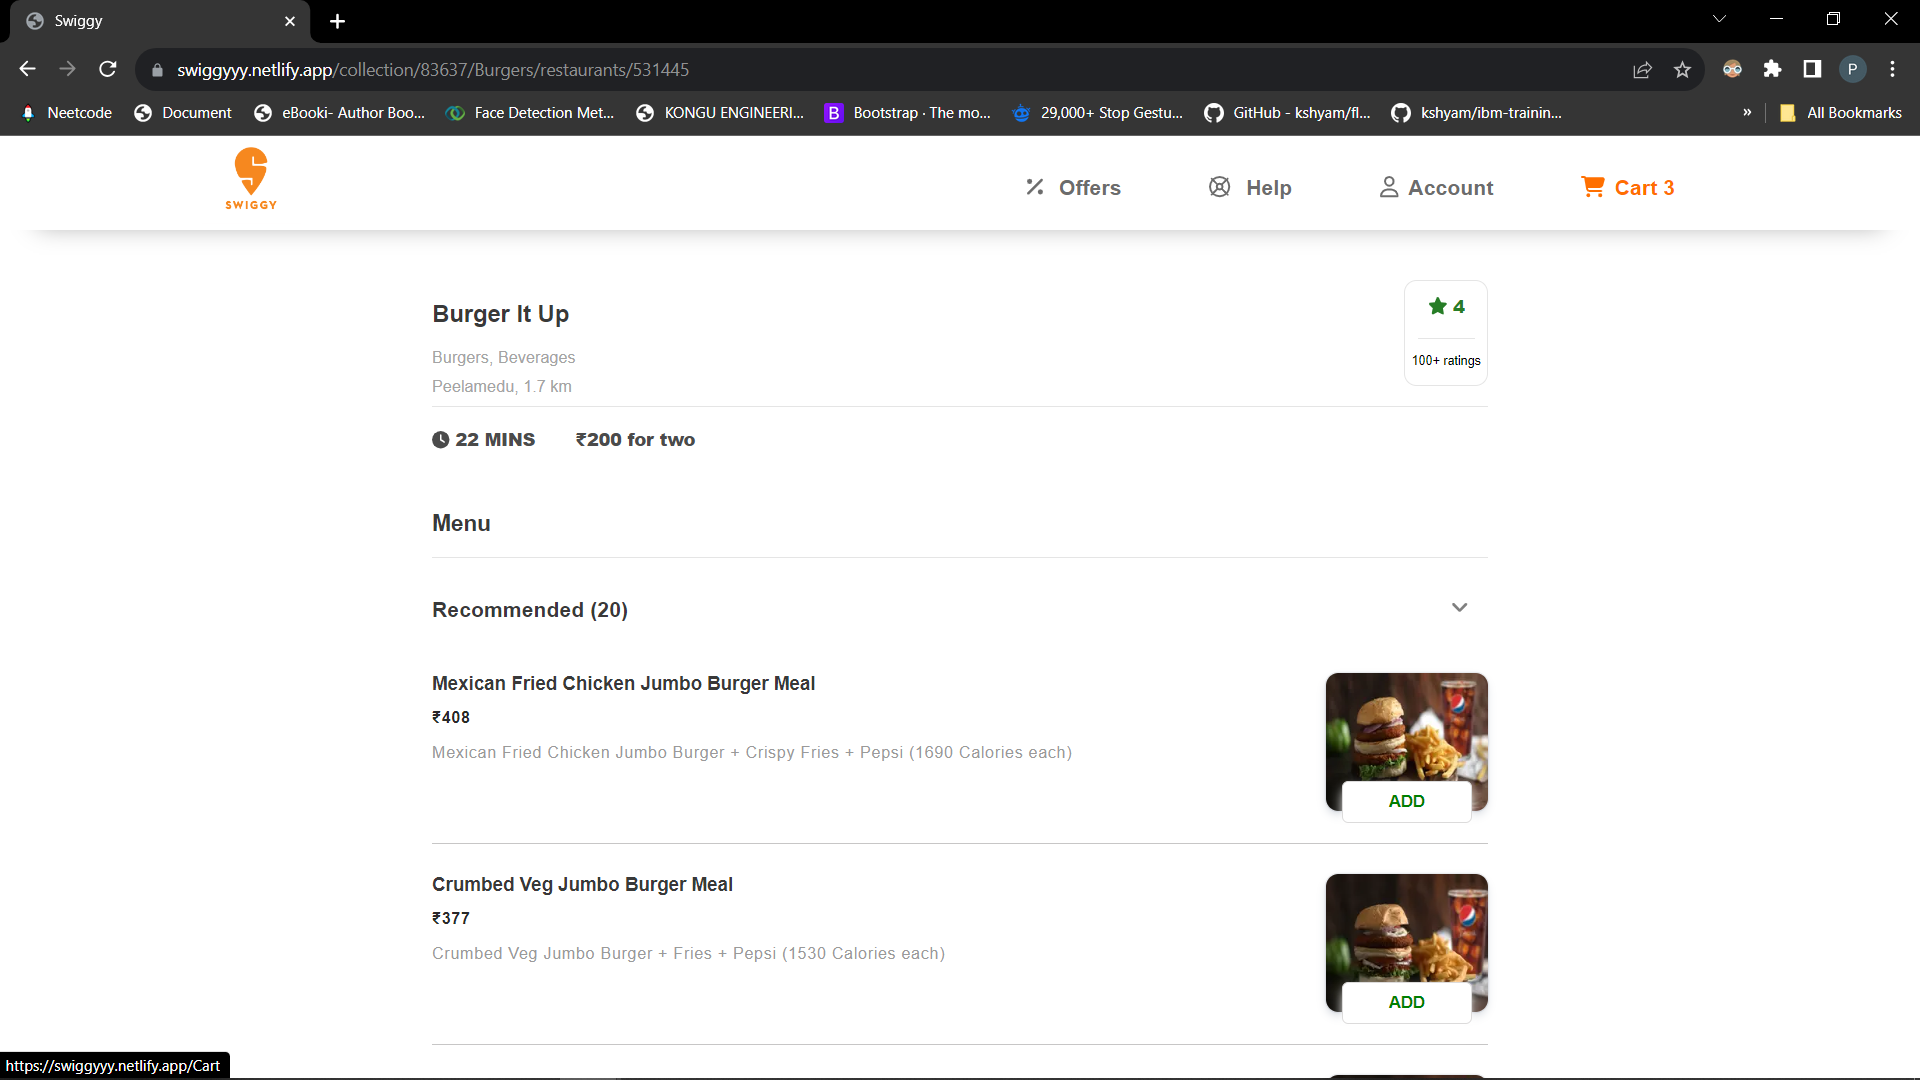 Swiggy
swiggyyy.netlify.app/collection/83637/Burgers/restaurants/531445
P
Neetcode
Document
eBooki- Author Boo...
Face Detection Met...
KONGU ENGINEERI...
B
Bootstrap · The mo...
29,000+ Stop Gestu...
GitHub - kshyam/fl...
kshyam/ibm-trainin...
»
All Bookmarks
SWIGGY
Offers
Help
Account
Cart 3
Burger It Up
Burgers, Beverages
Peelamedu, 1.7 km
4
100+ ratings
22 MINS
₹200 for two
Menu
Recommended (20)
Mexican Fried Chicken Jumbo Burger Meal
₹408
Mexican Fried Chicken Jumbo Burger + Crispy Fries + Pepsi (1690 Calories each)
ADD
Crumbed Veg Jumbo Burger Meal
₹377
Crumbed Veg Jumbo Burger + Fries + Pepsi (1530 Calories each)
ADD
https://swiggyyy.netlify.app/Cart